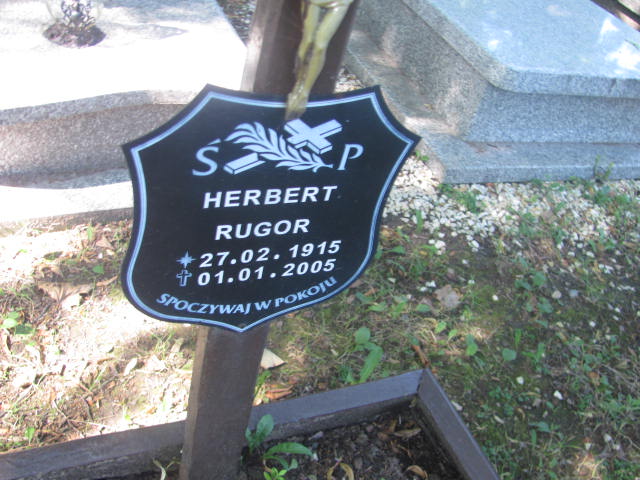 Ś P
HERBERT
RUGOR
27.02.1915
01.01.2005
SPOCZYWAJ W POKOJU